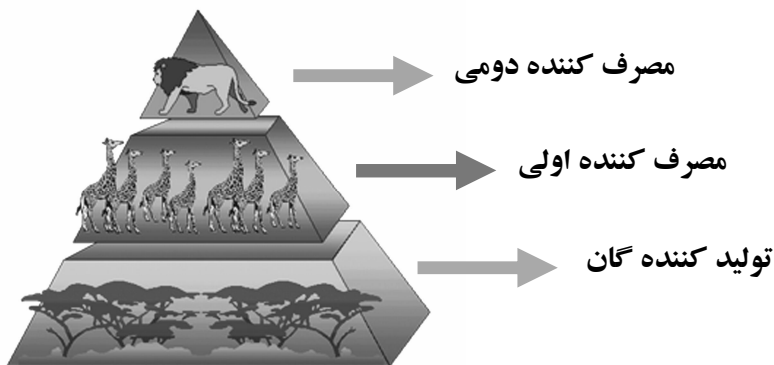 مصرف کننده دومی
مصرف کننده اولی
تولید کننده گان